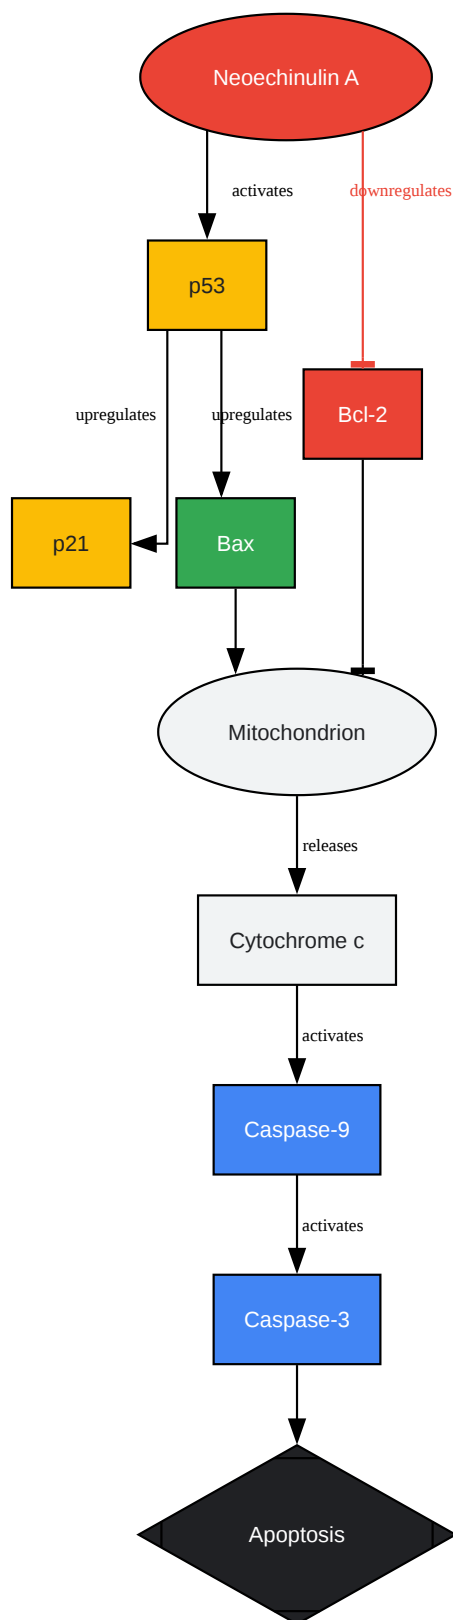 Neoechinulin A
activates
downregulates
p53
upregulates
upregulates
Bcl-2
p21
Bax
Mitochondrion
releases
Cytochrome c
activates
Caspase-9
activates
Caspase-3
Apoptosis